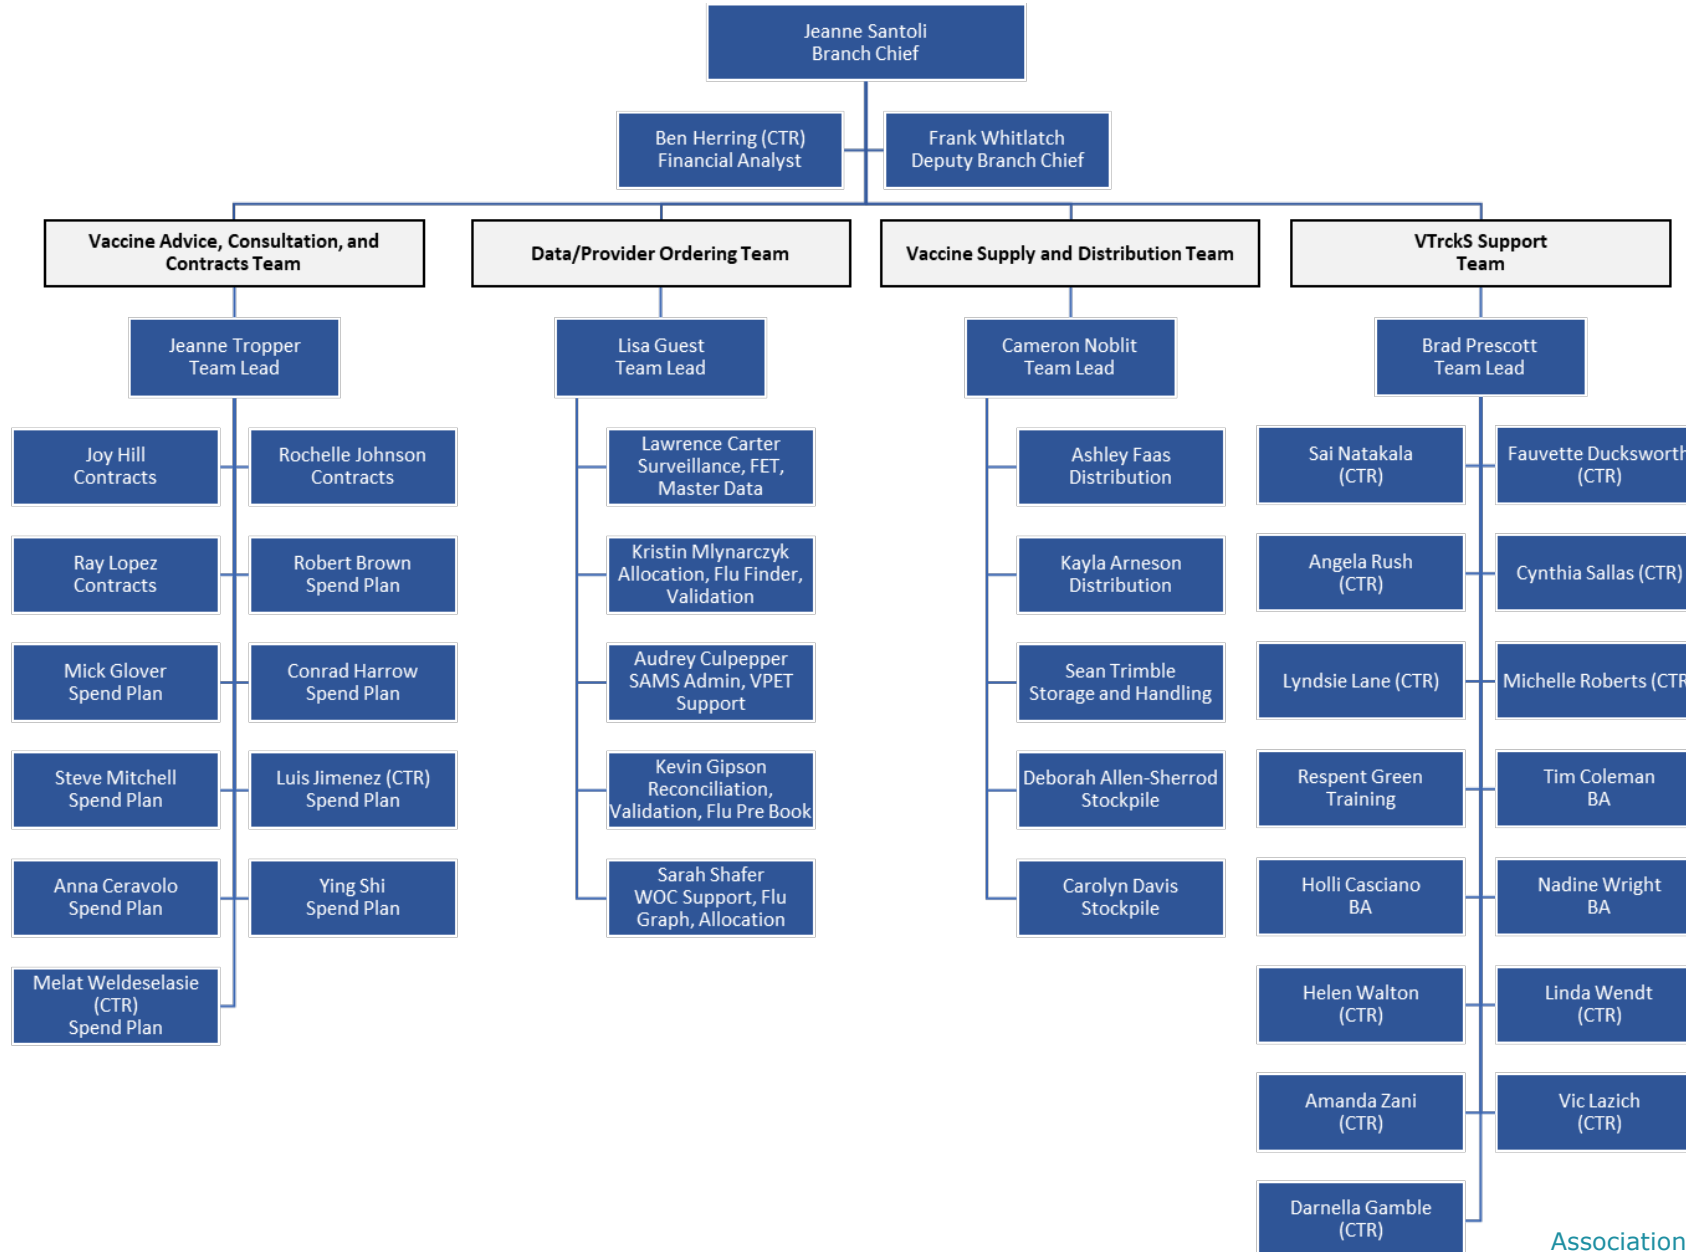 Jeanne Santoli
Branch Chief
Ben Herring (CTR)
Financial Analyst
Frank Whitlatch
Deputy Branch Chief
Vaccine Advice, Consultation, and
Contracts Team
Jeanne Tropper
Team Lead
Joy Hill
Contracts
Rochelle Johnson
Contracts
Ray Lopez
Contracts
Robert Brown
Spend Plan
Mick Glover
Spend Plan
Conrad Harrow
Spend Plan
Steve Mitchell
Spend Plan
Luis Jimenez (CTR)
Spend Plan
Anna Ceravolo
Spend Plan
Ying Shi
Spend Plan
Melat Weldeselasie
(CTR)
Spend Plan
Data/Provider Ordering Team
Lisa Guest
Team Lead
Lawrence Carter
Surveillance, FET,
Master Data
Kristin Mlynarczyk
Allocation, Flu Finder,
Validation
Audrey Culpepper
SAMS Admin, VPET
Support
Kevin Gipson
Reconciliation,
Validation, Flu Pre Book
Sarah Shafer
WOC Support, Flu
Graph, Allocation
Vaccine Supply and Distribution Team
Cameron Noblit
Team Lead
Ashley Faas
Distribution
Kayla Arneson
Distribution
Sean Trimble
Storage and Handling
Deborah Allen-Sherrod
Stockpile
Carolyn Davis
Stockpile
VTrckS Support
Team
Brad Prescott
Team Lead
Sai Natakala
(CTR)
Fauvette Ducksworth
(CTR)
Angela Rush
(CTR)
Cynthia Sallas (CTR)
Lyndsie Lane (CTR)
Michelle Roberts (CTR
Respent Green
Training
Tim Coleman
BA
Holli Casciano
BA
Nadine Wright
BA
Helen Walton
(CTR)
Linda Wendt
(CTR)
Amanda Zani
(CTR)
Vic Lazich
(CTR)
Darnella Gamble
(CTR)
Association